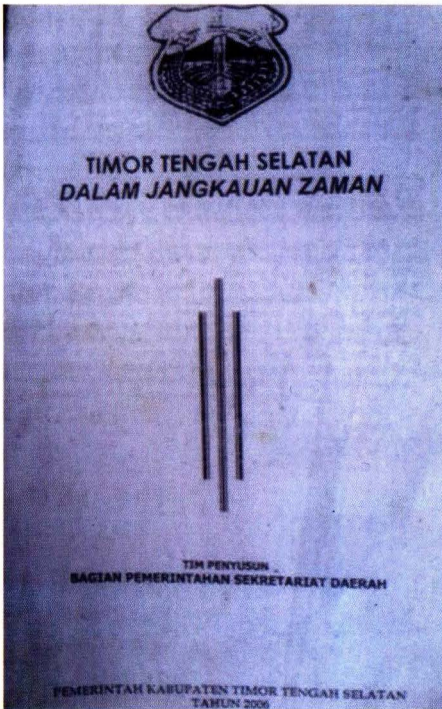 TIMOR TENGAH SELATAN
DALAM JANGKAUAN ZAMAN
TIM PENYUSUN
BAGIAN PEMERINTAHAN SEKRETARIAT DAERAH
PEMERINTAH KABUPATEN TIMOR TENGAH SELATAN
TAHUN 2006